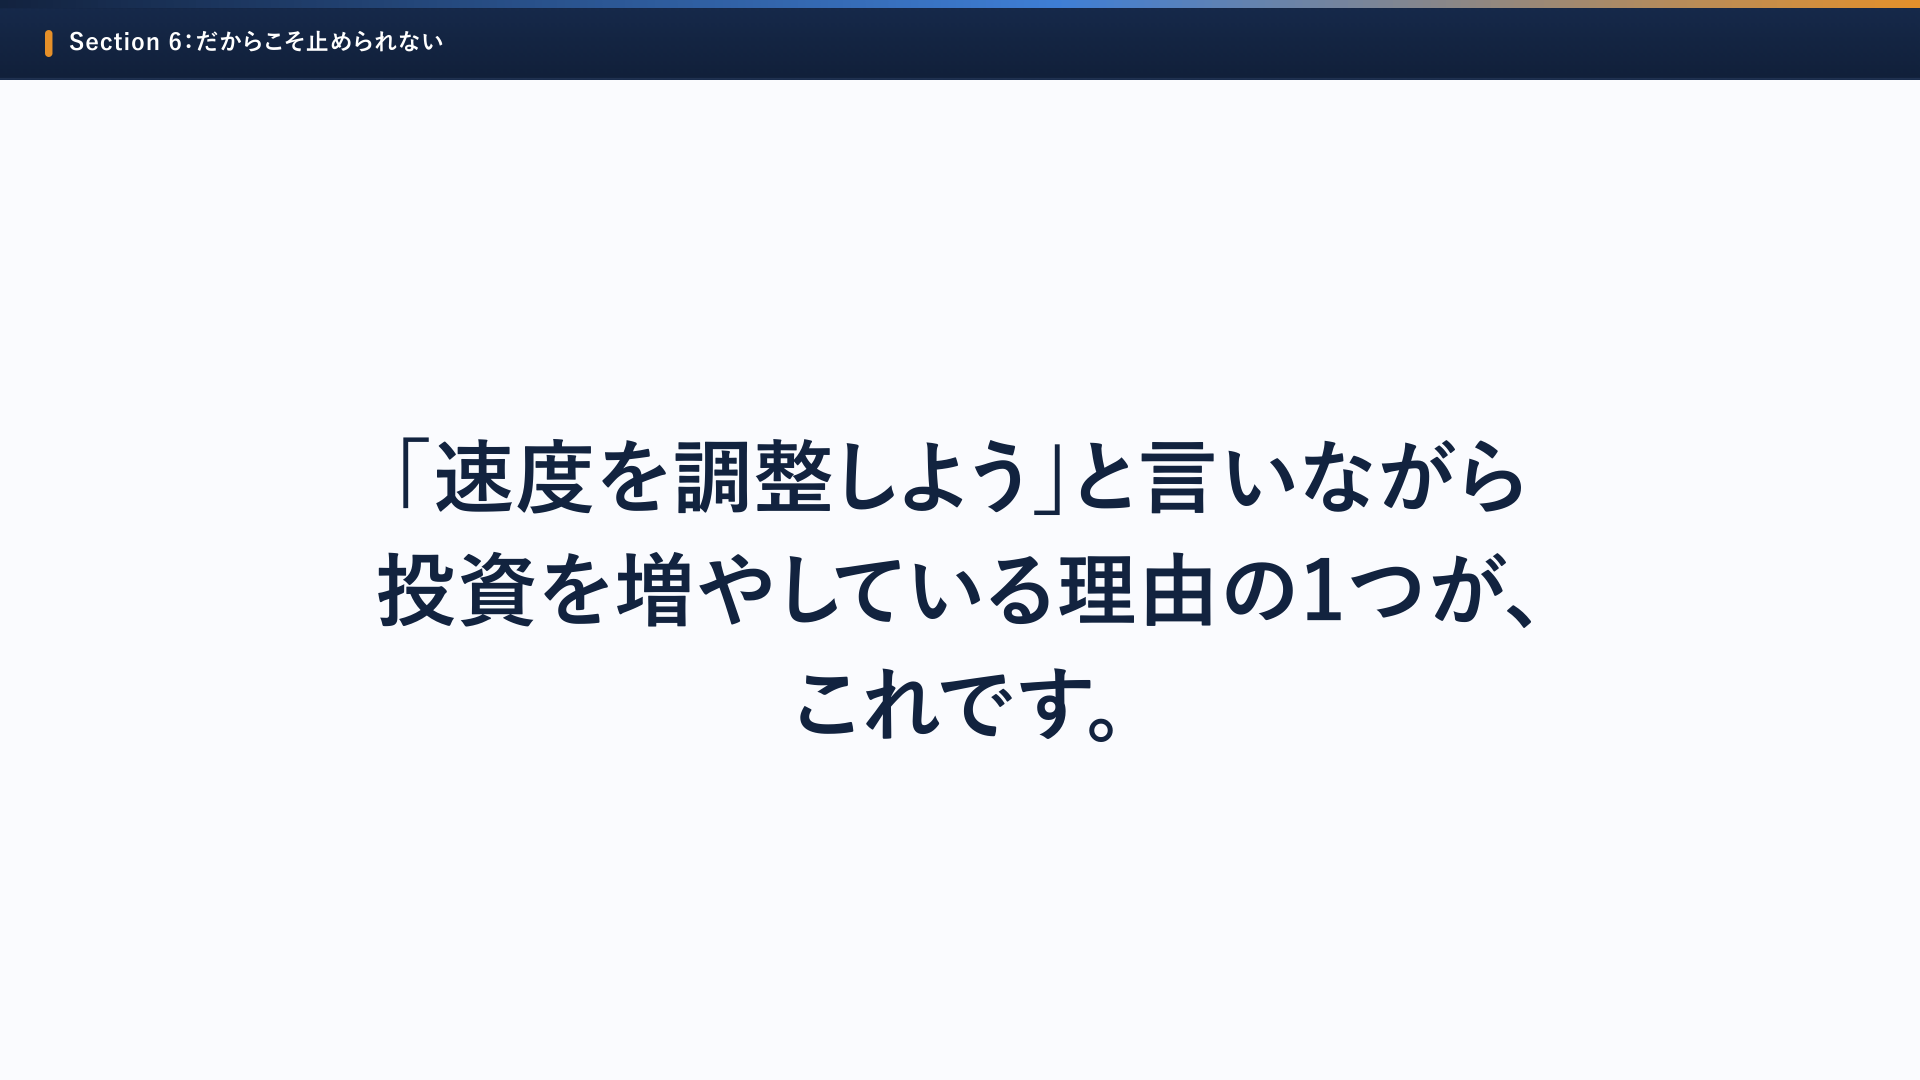 Section 6：だからこそ止められない
「速度を調整しよう」と言いながら
投資を増やしている理由の1つが、
これです。